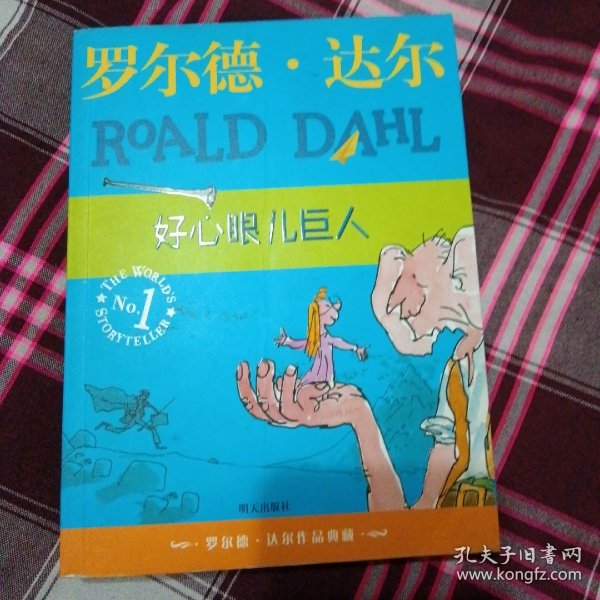 罗尔德·达尔
ROALD DAHL
好心眼儿巨人
THE WORLD'S
No.1
STORYTELLER
明天出版社
·罗尔德·达尔作品典藏·
孔夫子旧书网
www.kongfz.com